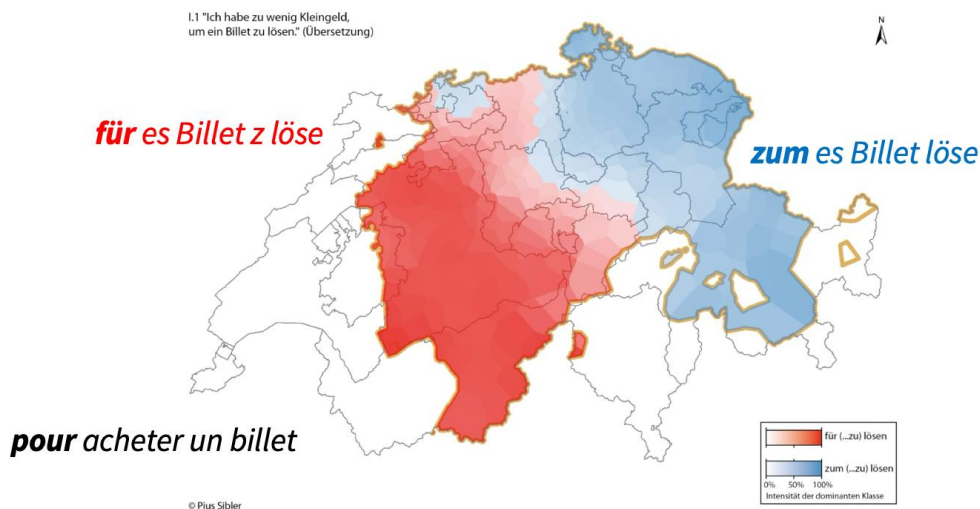 I.1 "Ich habe zu wenig Kleingeld,
um ein Billet zu lösen." (Übersetzung)
N
für es Billet z löse
zum es Billet löse
pour acheter un billet
für (...zu) lösen
zum (...zu) lösen
0% 50% 100%
Intensität der dominanten Klasse
© Pius Sibler